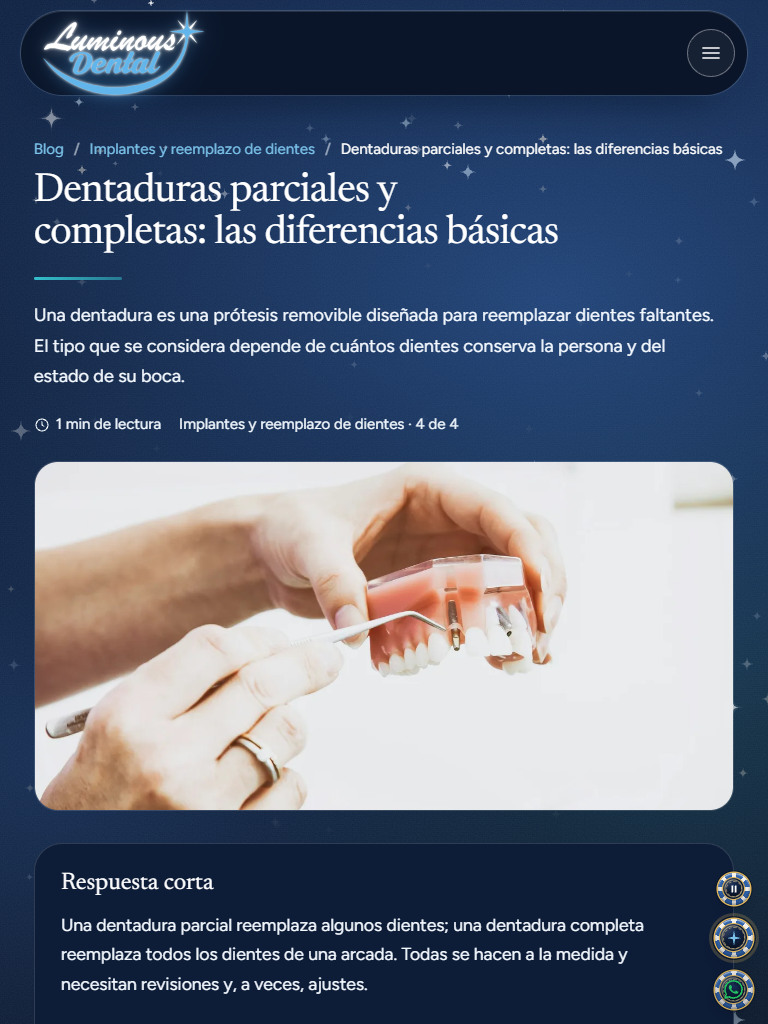 Luminous
Dental
Blog / Implantes y reemplazo de dientes / Dentaduras parciales y completas: las diferencias básicas
Dentaduras parciales y
completas: las diferencias básicas
Una dentadura es una prótesis removible diseñada para reemplazar dientes faltantes.
El tipo que se considera depende de cuántos dientes conserva la persona y del
estado de su boca.
1 min de lectura Implantes y reemplazo de dientes · 4 de 4
Respuesta corta
Una dentadura parcial reemplaza algunos dientes; una dentadura completa
reemplaza todos los dientes de una arcada. Todas se hacen a la medida y
necesitan revisiones y, a veces, ajustes.